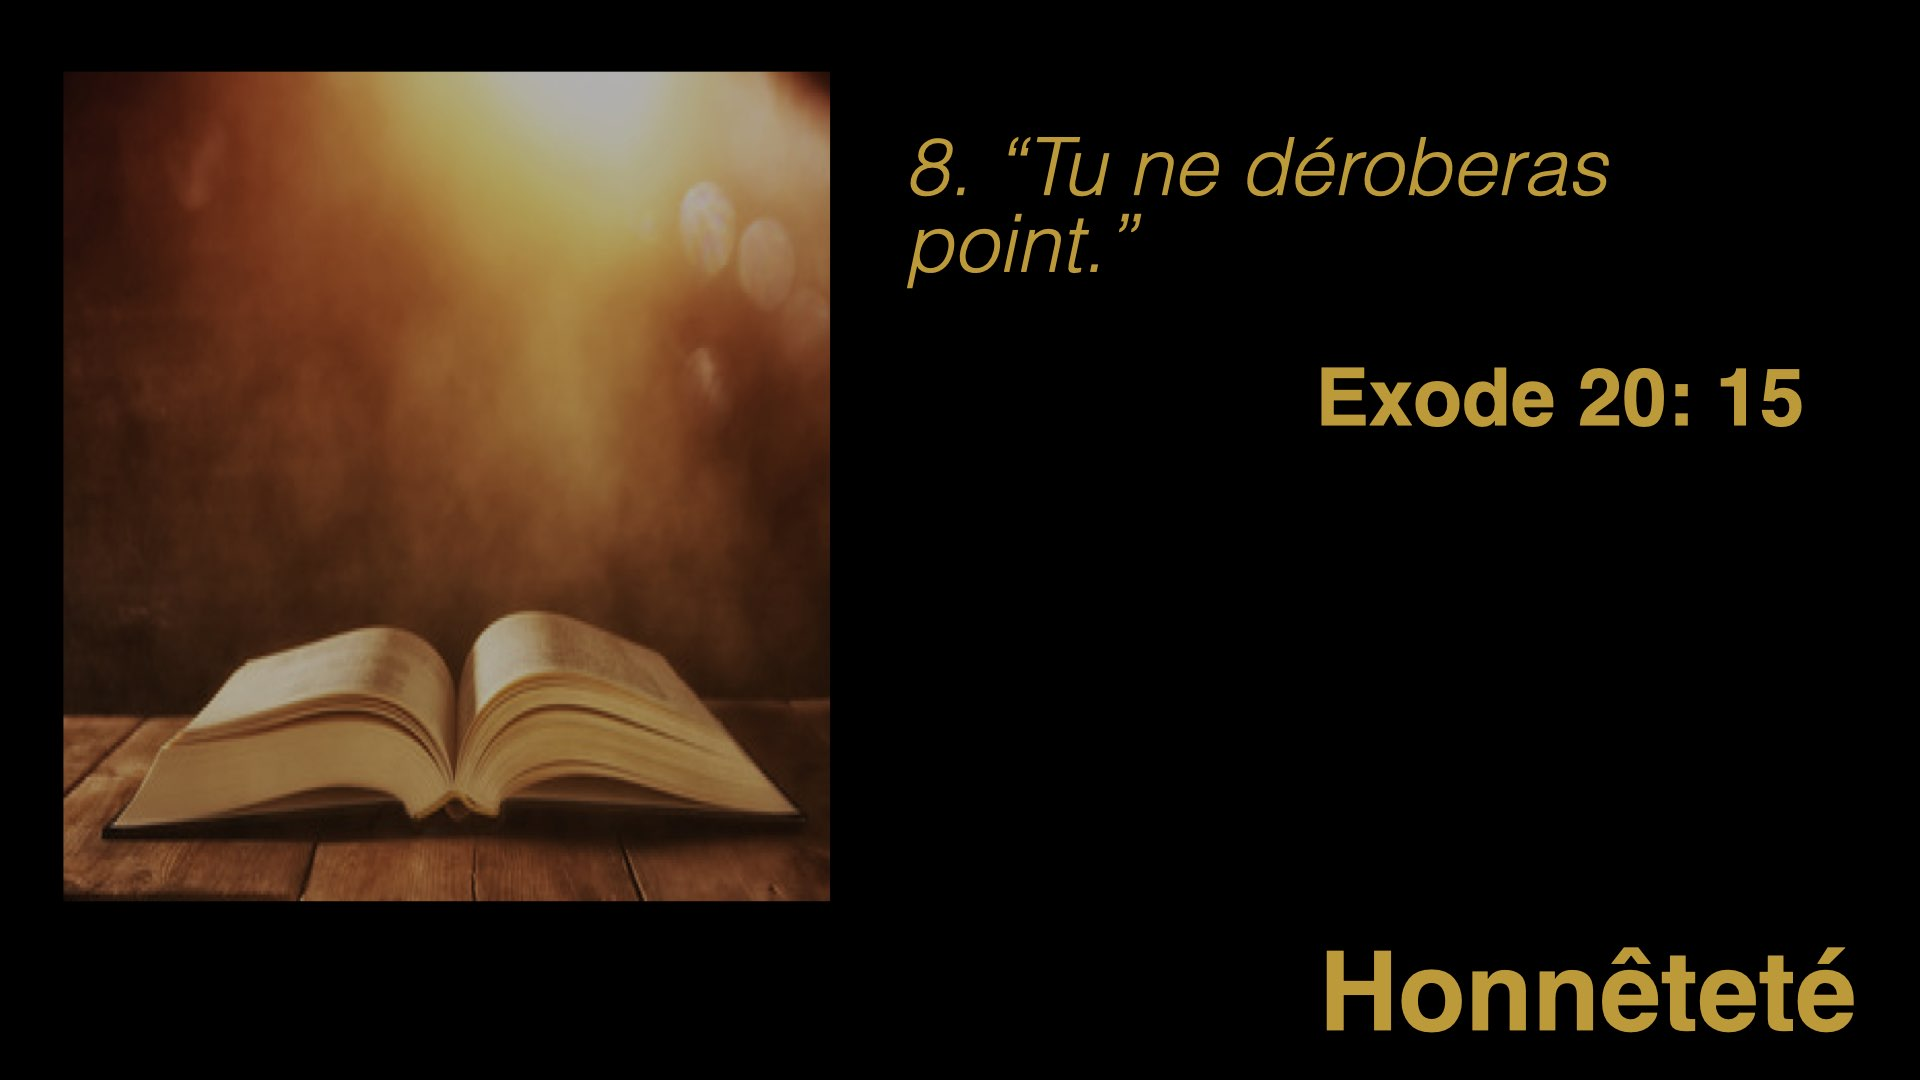 8. “Tu ne déroberas
point.”
Exode 20: 15
Honnêteté